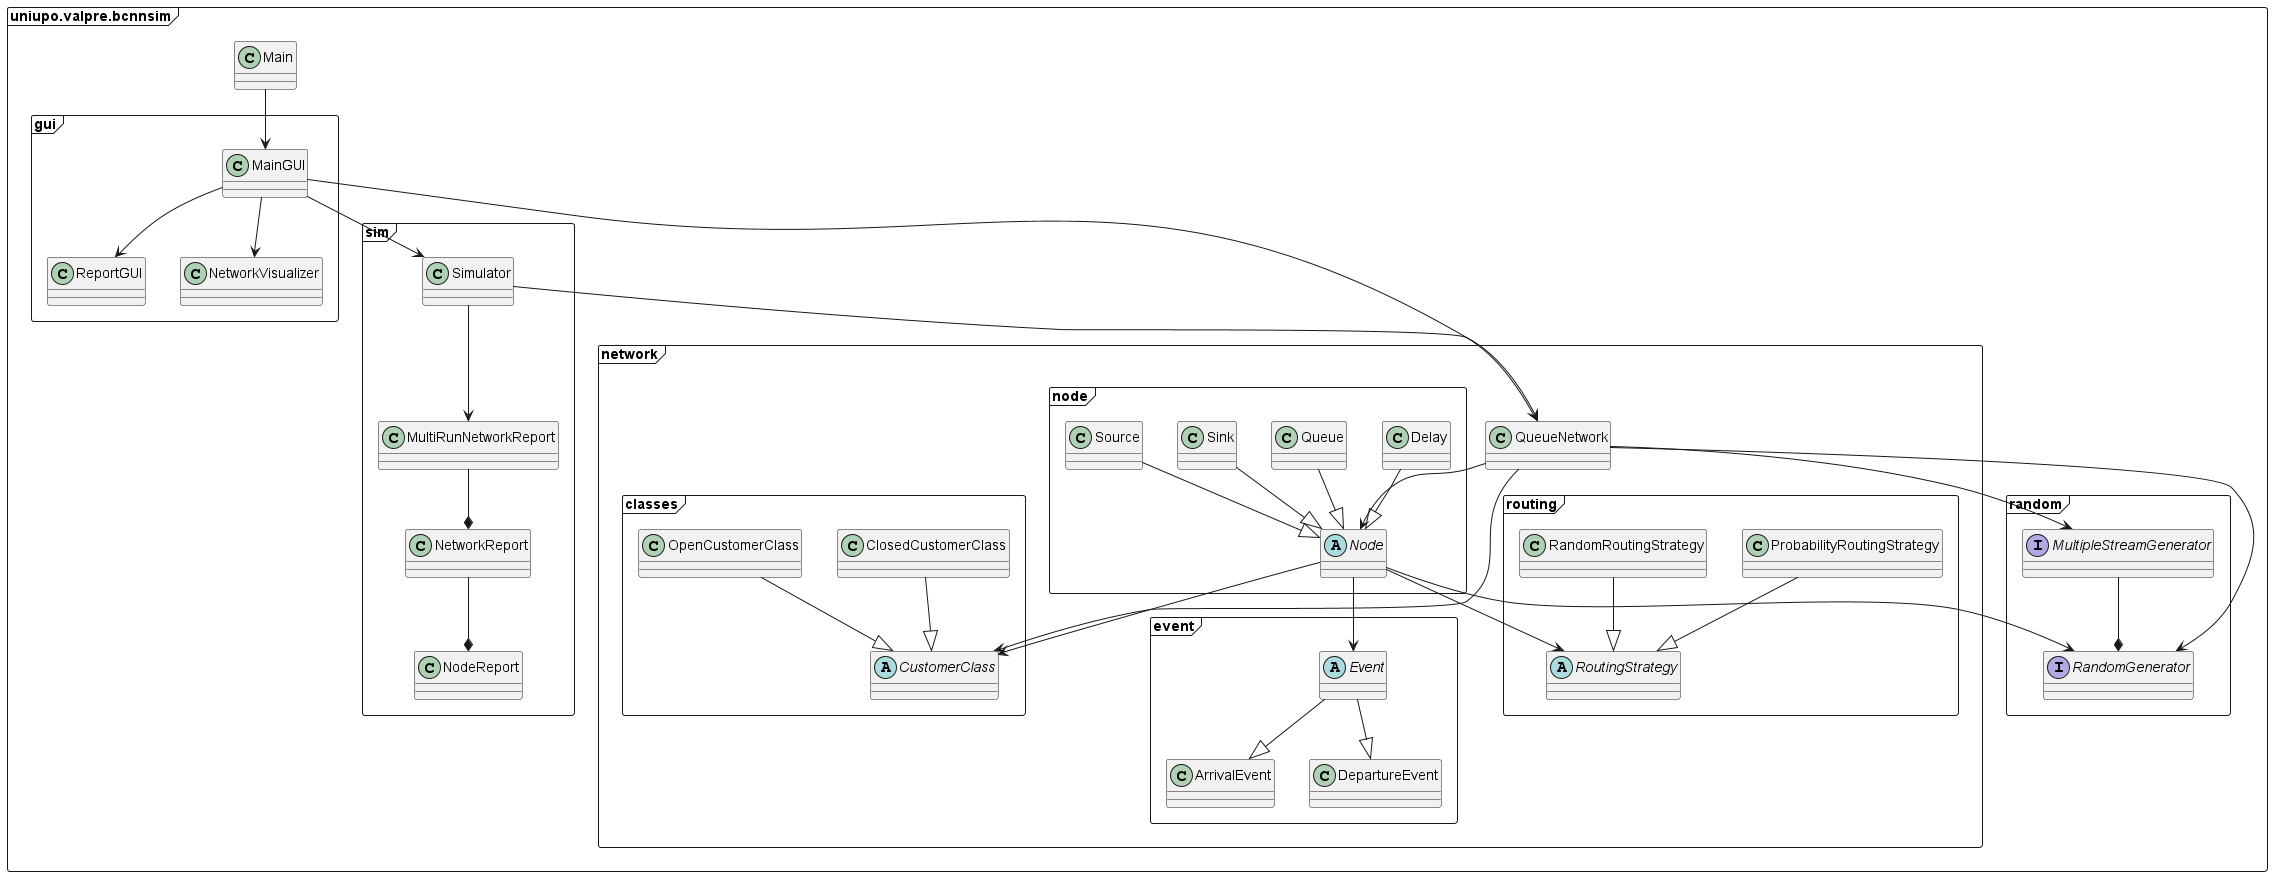 uniupo.valpre.bcnnsim
C Main
gui
C MainGUI
C ReportGUI
C NetworkVisualizer
sim
C Simulator
C MultiRunNetworkReport
C NetworkReport
C NodeReport
network
node
C Source
C Sink
C Queue
C Delay
A Node
C QueueNetwork
classes
C OpenCustomerClass
C ClosedCustomerClass
A CustomerClass
event
A Event
C ArrivalEvent
C DepartureEvent
routing
C RandomRoutingStrategy
C ProbabilityRoutingStrategy
A RoutingStrategy
random
I MultipleStreamGenerator
I RandomGenerator